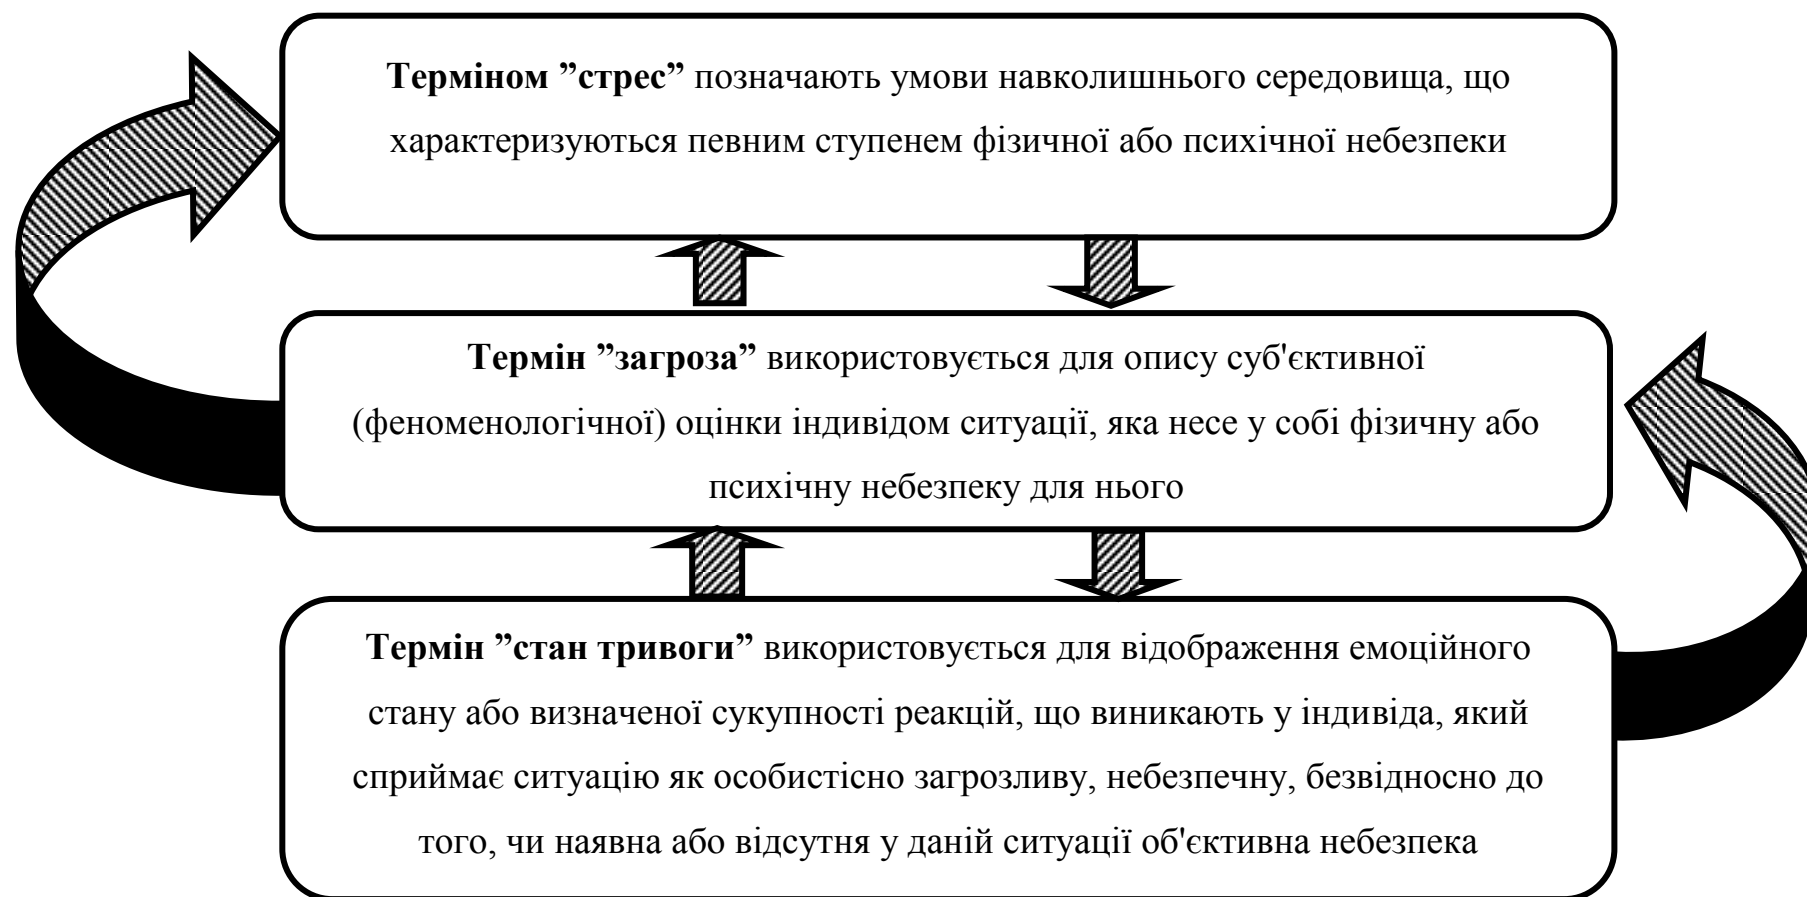 Терміном ”стрес” позначають умови навколишнього середовища, що
характеризуються певним ступенем фізичної або психічної небезпеки
Термін ”загроза” використовується для опису суб'єктивної
(феноменологічної) оцінки індивідом ситуації, яка несе у собі фізичну або
психічну небезпеку для нього
Термін ”стан тривоги” використовується для відображення емоційного
стану або визначеної сукупності реакцій, що виникають у індивіда, який
сприймає ситуацію як особистісно загрозливу, небезпечну, безвідносно до
того, чи наявна або відсутня у даній ситуації об'єктивна небезпека